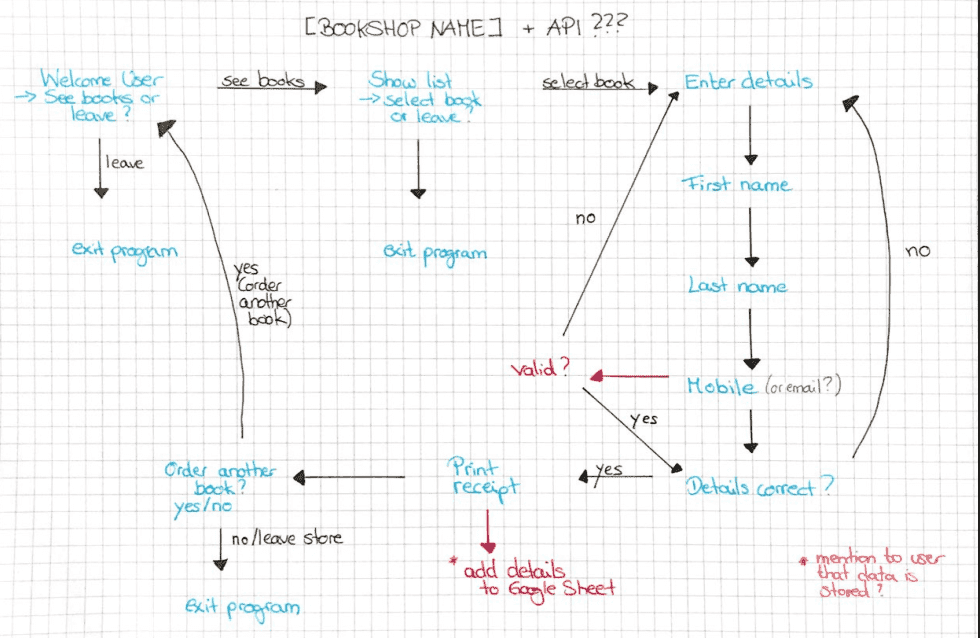 [BOOKSHOP NAME] + API ???
Welcome User
→ See books or
leave?
see books
Show list
→ select book
or leave?
select book
Enter details
leave
First name
no
no
exit program
exit program
yes
(order
another
book)
Last name
valid?
Mobile (or email?)
yes
Order another
book?
yes/no
Print
receipt
yes
Details correct?
no/leave store
* add details
to Google Sheet
* mention to user
that data is
stored?
Exit program